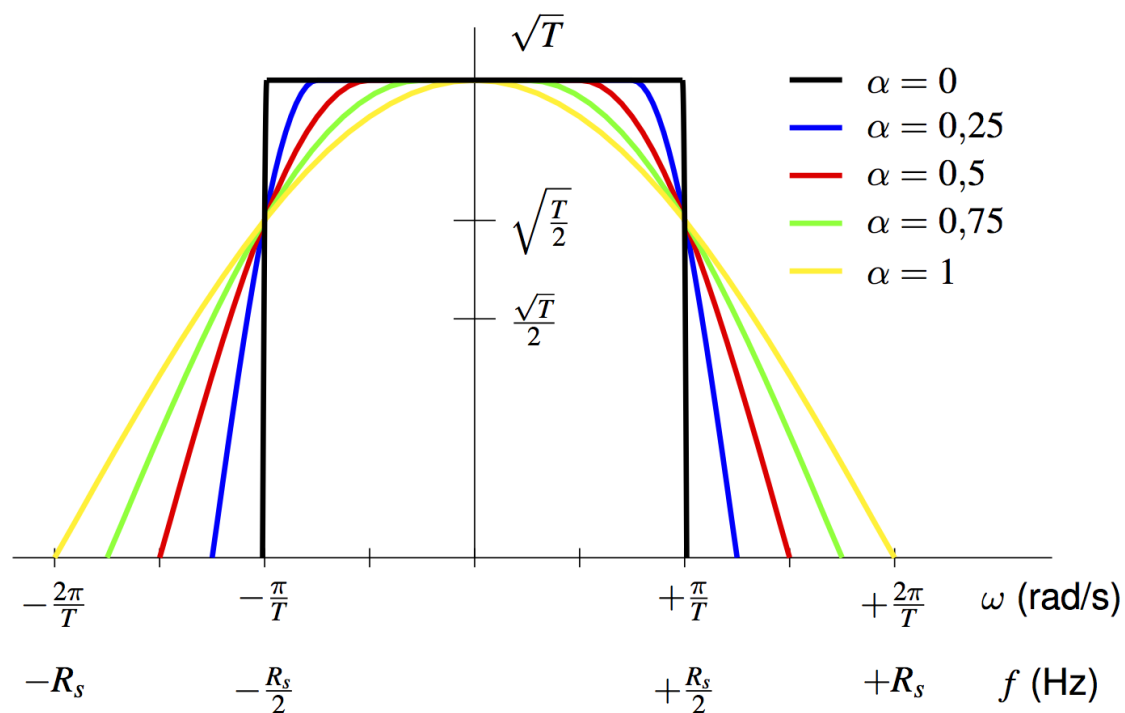 √T
α = 0
α = 0,25
α = 0,5
α = 0,75
α = 1
√(T/2)
√T/2
−2π/T −π/T +π/T +2π/T ω (rad/s)
−Rs −Rs/2 +Rs/2 +Rs f (Hz)